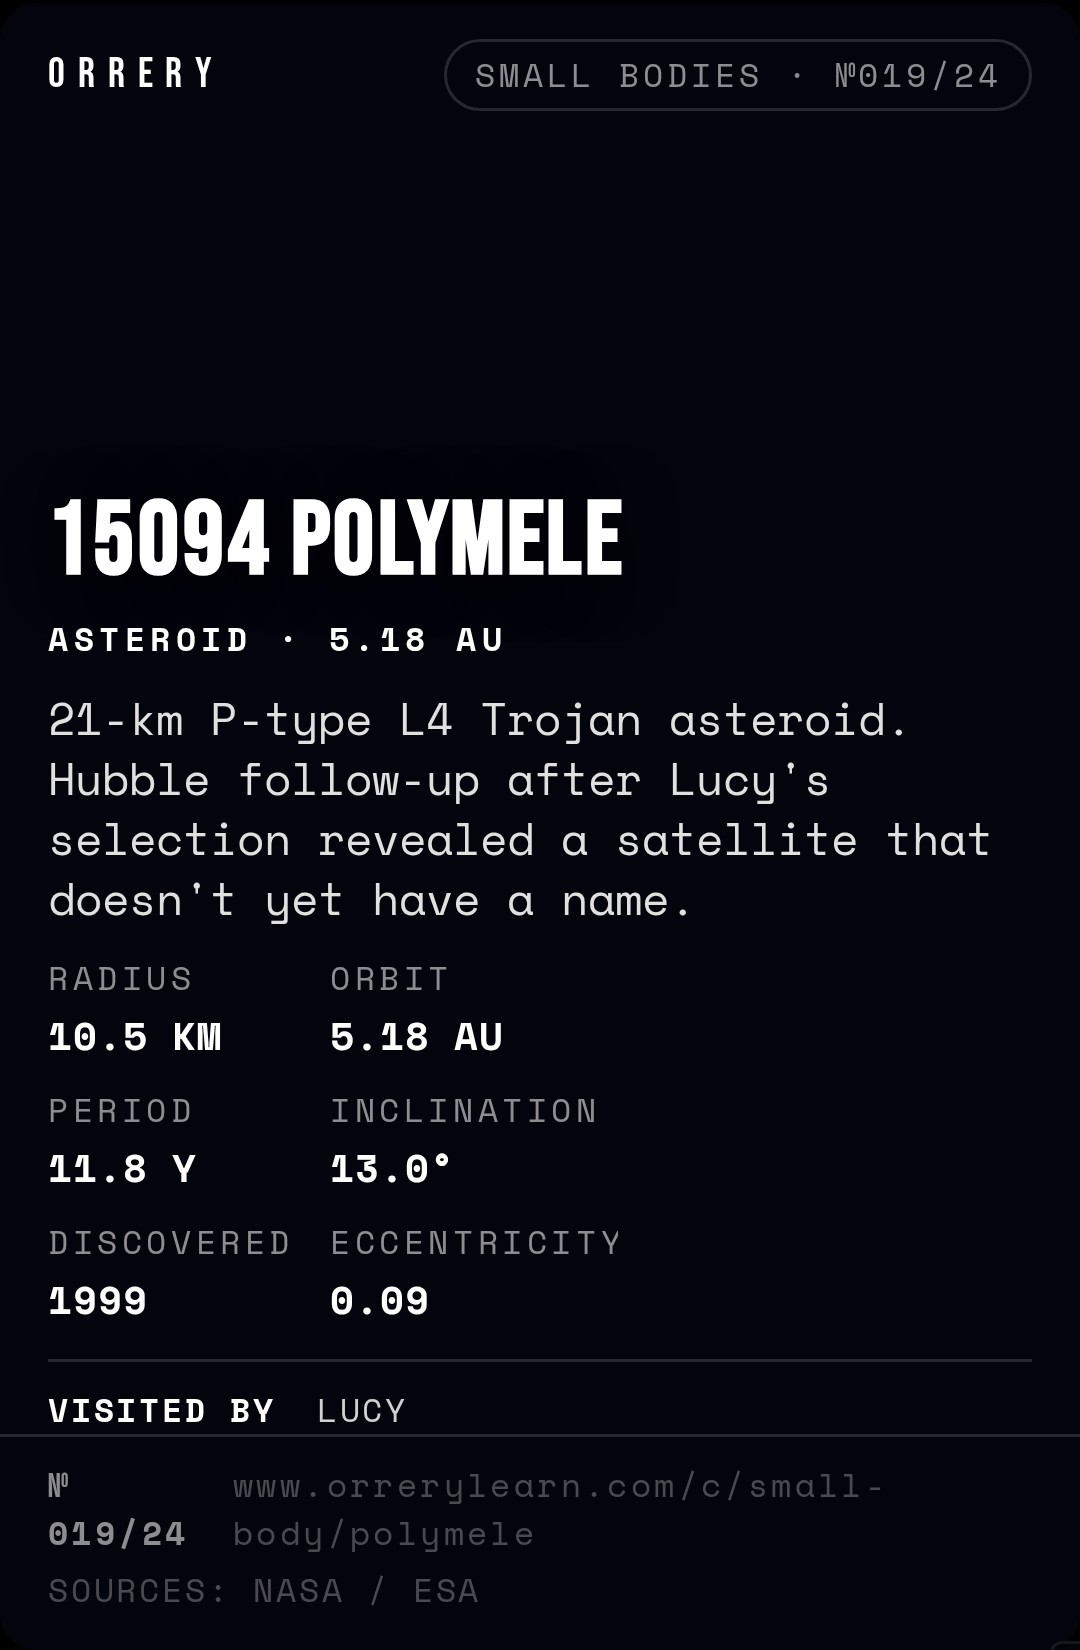 ORRERY
SMALL BODIES · №019/24
15094 POLYMELE
ASTEROID · 5.18 AU
21-km P-type L4 Trojan asteroid.
Hubble follow-up after Lucy's
selection revealed a satellite that
doesn't yet have a name.
RADIUS ORBIT
10.5 KM 5.18 AU
PERIOD INCLINATION
11.8 Y 13.0°
DISCOVERED ECCENTRICITY
1999 0.09
VISITED BY LUCY
№ www.orrerylearn.com/c/small-
019/24 body/polymele
SOURCES: NASA / ESA